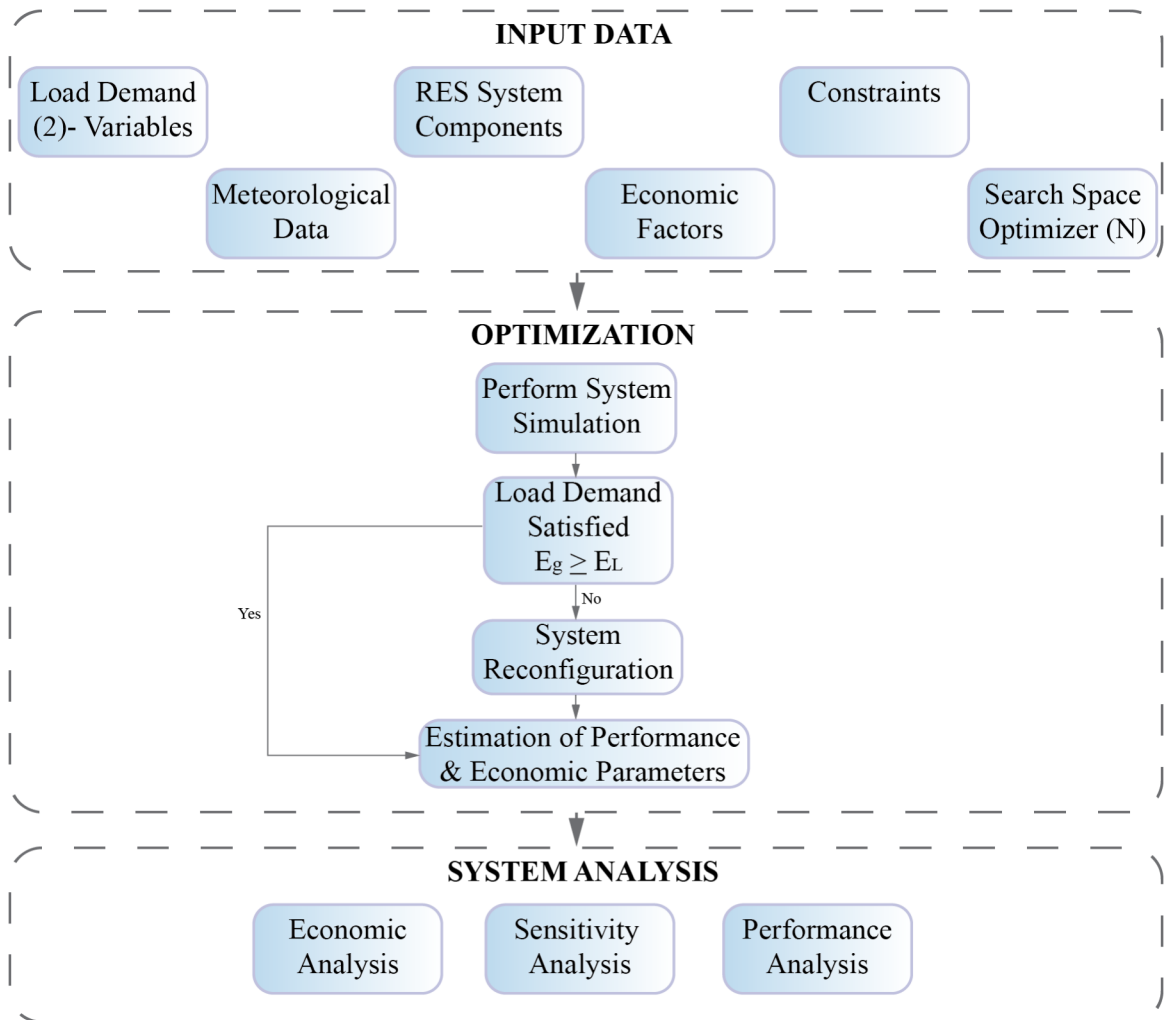 INPUT DATA
Load Demand
(2)- Variables
RES System
Components
Constraints
Meteorological
Data
Economic
Factors
Search Space
Optimizer (N)
OPTIMIZATION
Perform System
Simulation
Load Demand
Satisfied
Eg ≥ EL
Yes
No
System
Reconfiguration
Estimation of Performance
& Economic Parameters
SYSTEM ANALYSIS
Economic
Analysis
Sensitivity
Analysis
Performance
Analysis